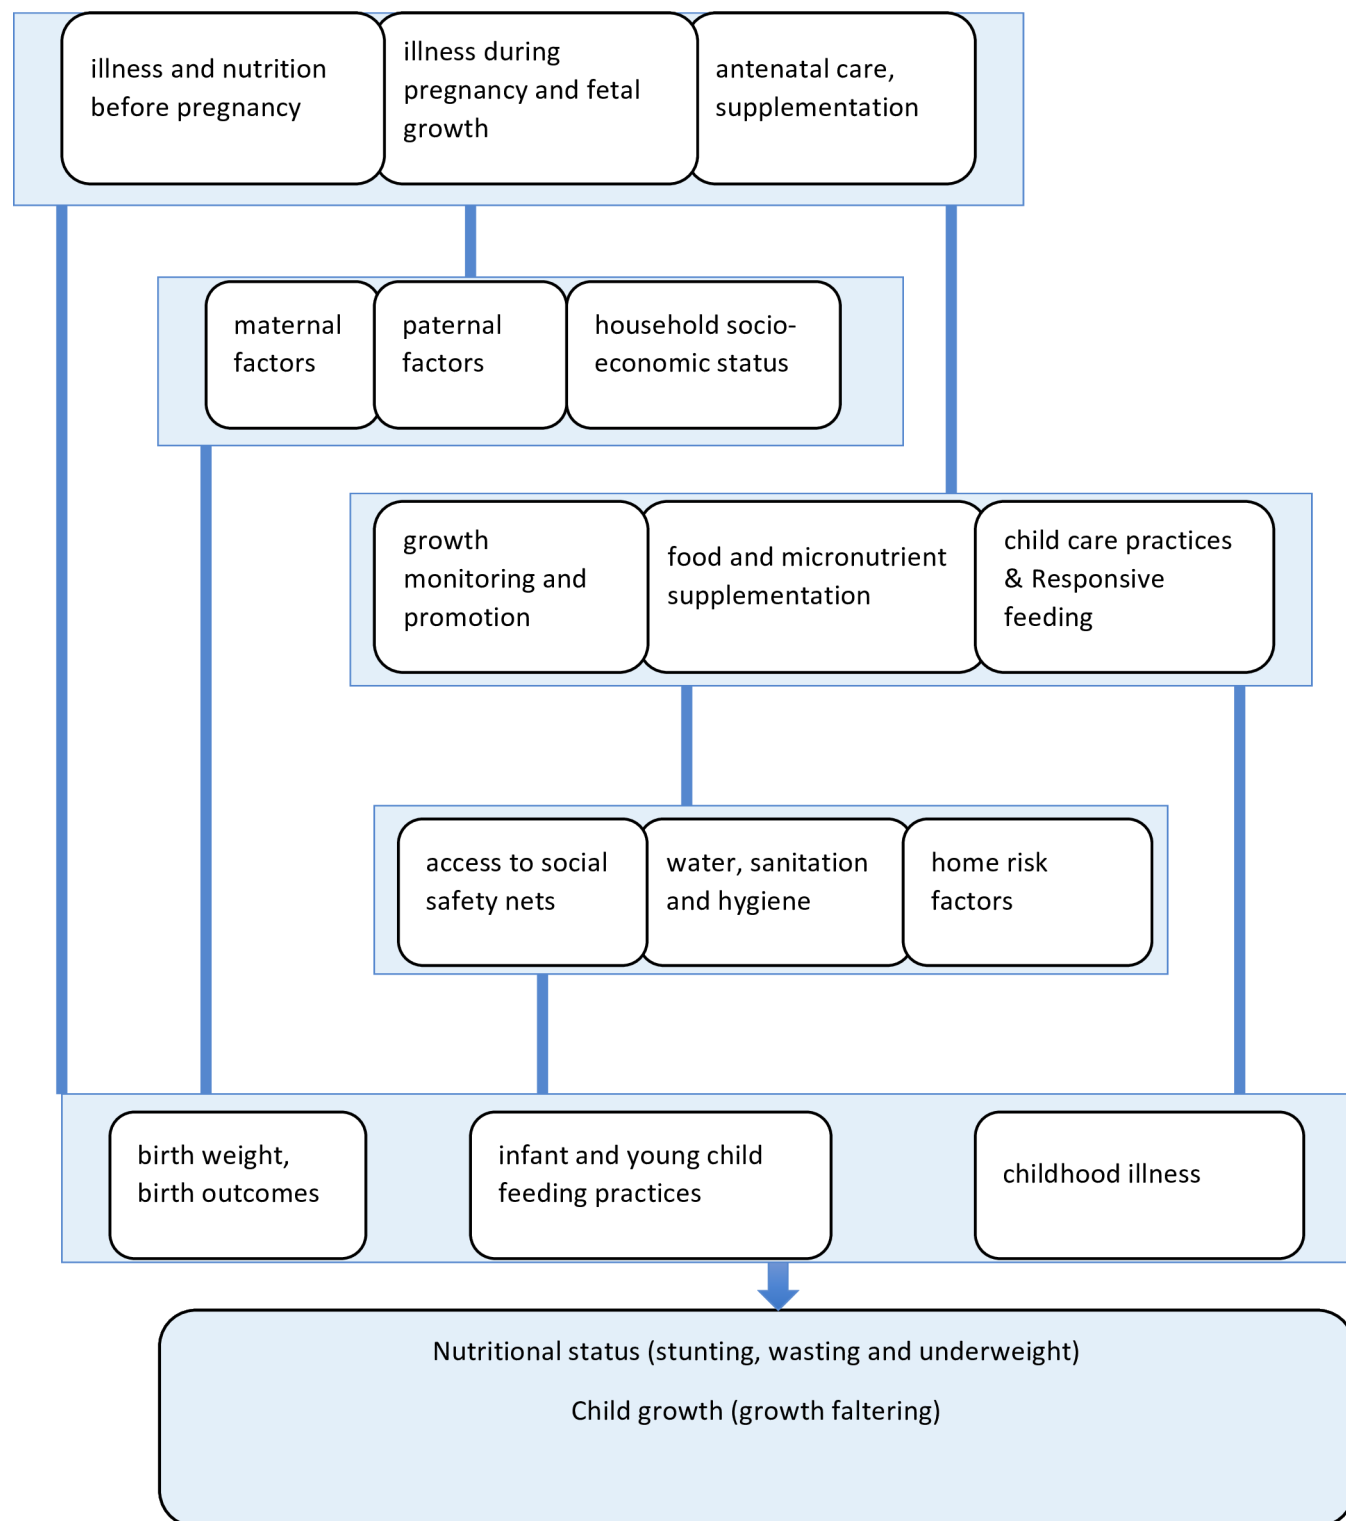 illness and nutrition
before pregnancy
illness during
pregnancy and fetal
growth
antenatal care,
supplementation
maternal
factors
paternal
factors
household socio-
economic status
growth
monitoring and
promotion
food and micronutrient
supplementation
child care practices
& Responsive
feeding
access to social
safety nets
water, sanitation
and hygiene
home risk
factors
birth weight,
birth outcomes
infant and young child
feeding practices
childhood illness
Nutritional status (stunting, wasting and underweight)
Child growth (growth faltering)